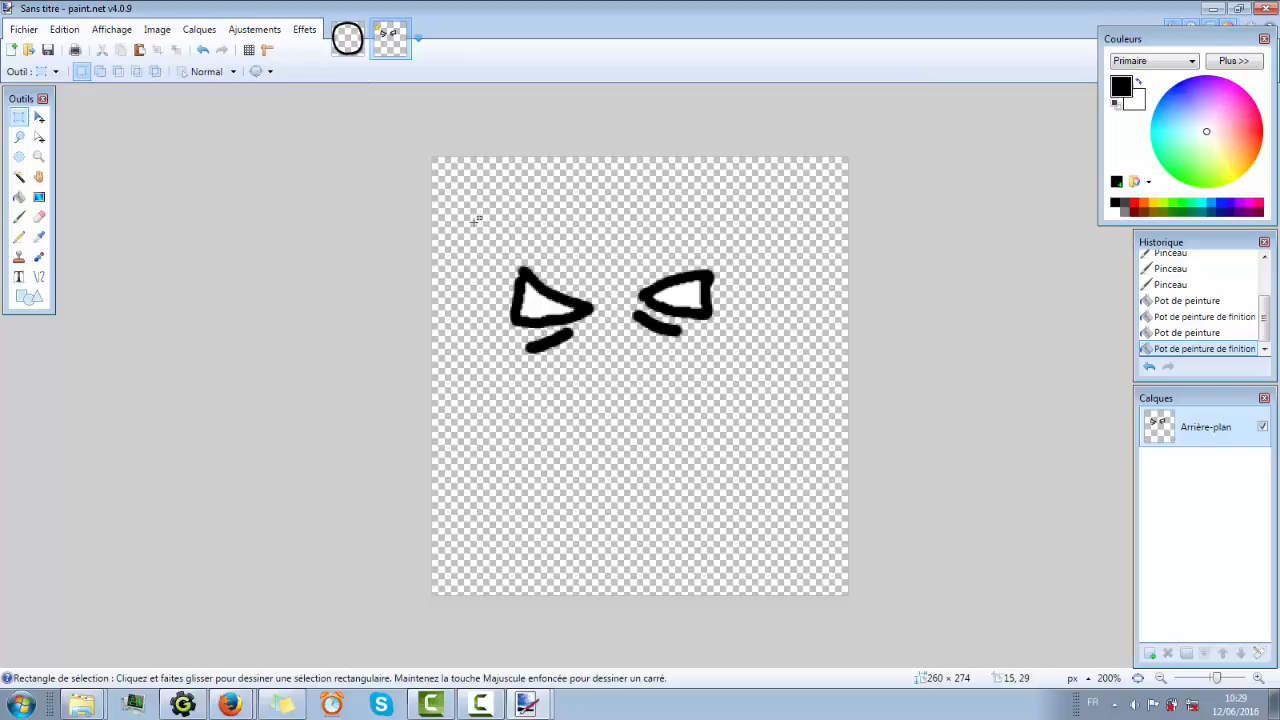 Sans titre - paint.net v4.0.9
Fichier Edition Affichage Image Calques Ajustements Effets
Outil :
Normal
Outils
Couleurs
Primaire
Plus >>
Historique
Pinceau
Pinceau
Pinceau
Pot de peinture
Pot de peinture de finition
Pot de peinture
Pot de peinture de finition
Calques
Arrière-plan
Rectangle de sélection : Cliquez et faites glisser pour dessiner une sélection rectangulaire. Maintenez la touche Majuscule enfoncée pour dessiner un carré.
260 × 274
15, 29
px
200%
FR
10:29
12/06/2016